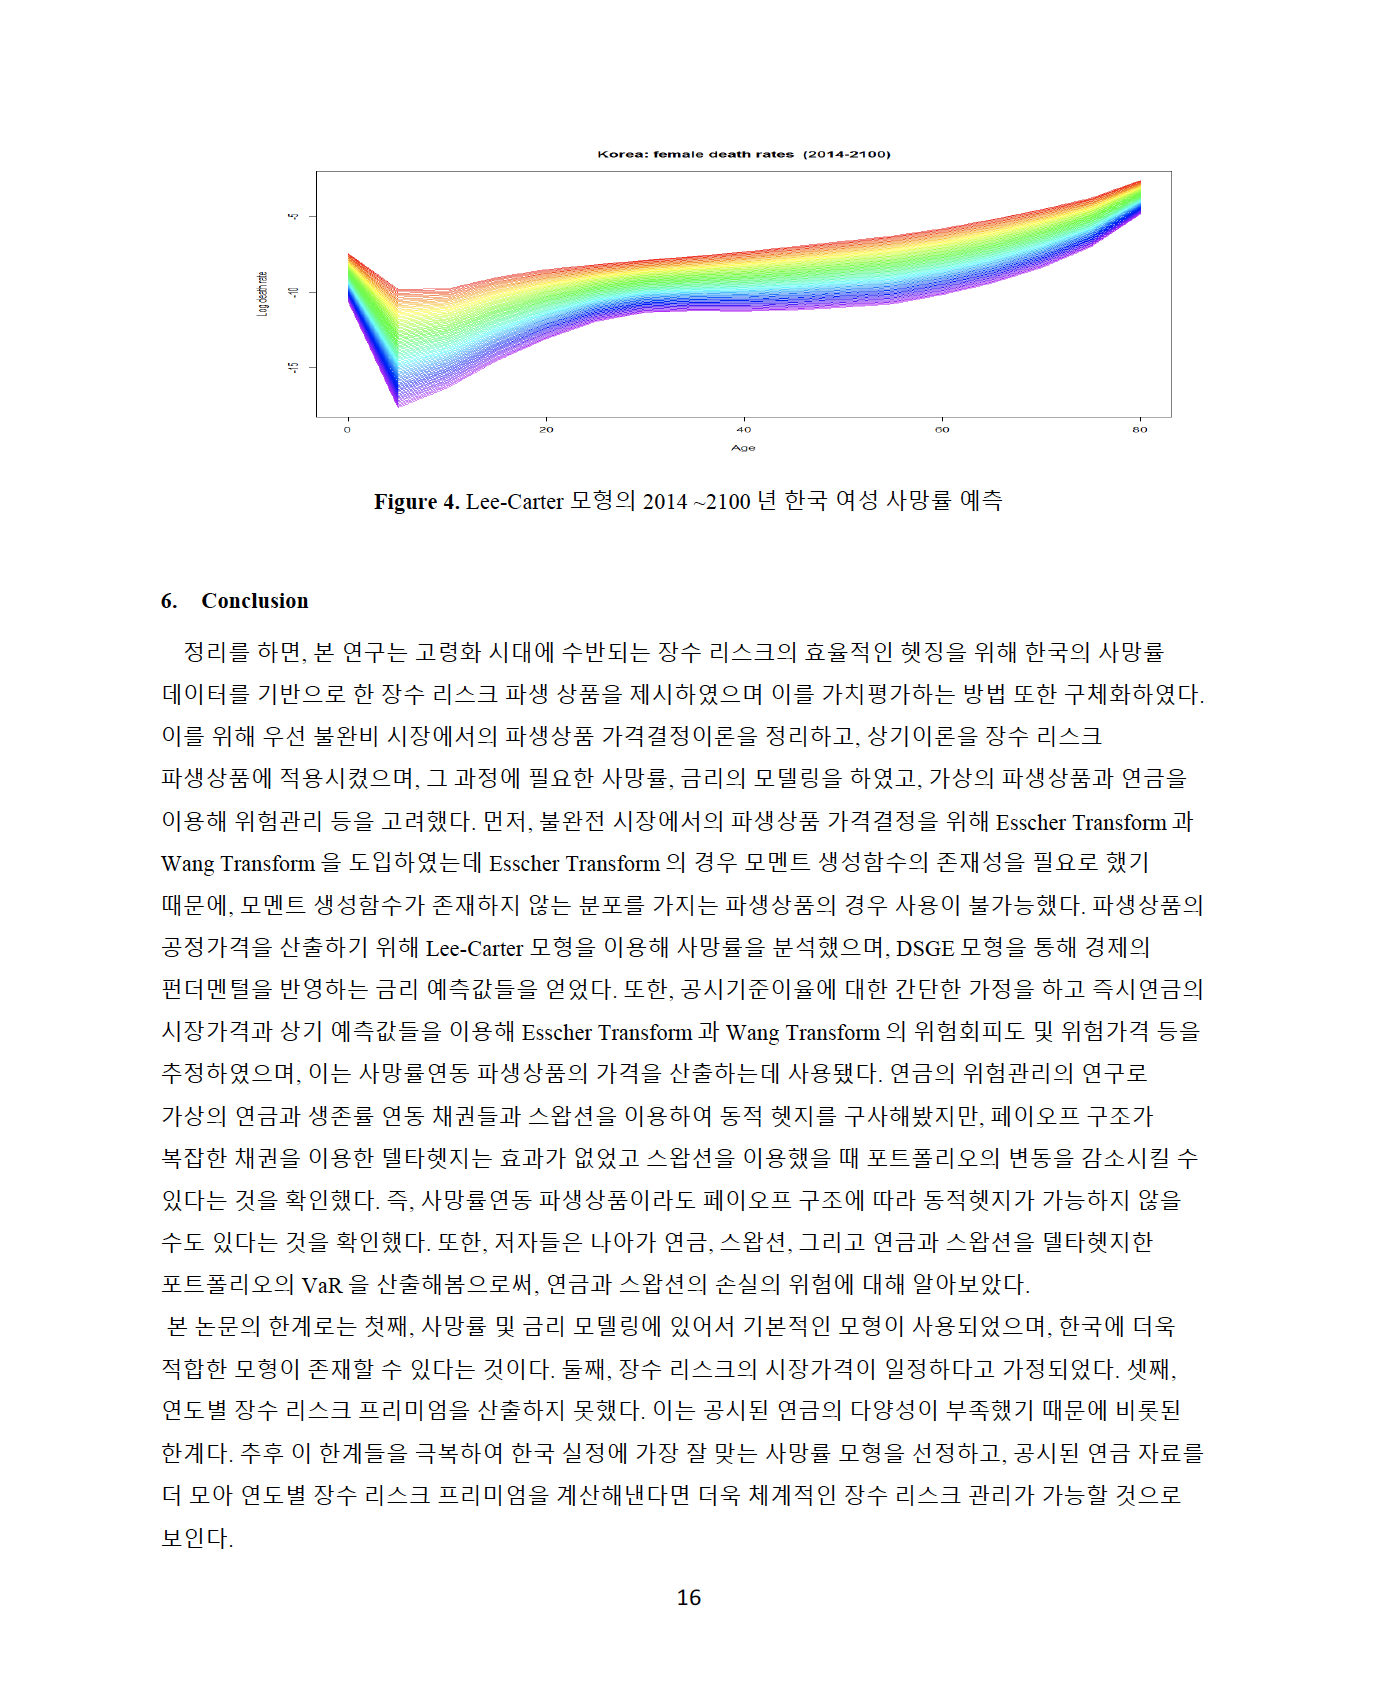 Korea: female death rates (2014-2100)
-5
-10
-15
Log death rate
0 20 40 60 80
Age
Figure 4. Lee-Carter 모형의 2014 ~2100 년 한국 여성 사망률 예측
6. Conclusion
정리를 하면, 본 연구는 고령화 시대에 수반되는 장수 리스크의 효율적인 헷징을 위해 한국의 사망률
데이터를 기반으로 한 장수 리스크 파생 상품을 제시하였으며 이를 가치평가하는 방법 또한 구체화하였다.
이를 위해 우선 불완비 시장에서의 파생상품 가격결정이론을 정리하고, 상기이론을 장수 리스크
파생상품에 적용시켰으며, 그 과정에 필요한 사망률, 금리의 모델링을 하였고, 가상의 파생상품과 연금을
이용해 위험관리 등을 고려했다. 먼저, 불완전 시장에서의 파생상품 가격결정을 위해 Esscher Transform 과
Wang Transform 을 도입하였는데 Esscher Transform 의 경우 모멘트 생성함수의 존재성을 필요로 했기
때문에, 모멘트 생성함수가 존재하지 않는 분포를 가지는 파생상품의 경우 사용이 불가능했다. 파생상품의
공정가격을 산출하기 위해 Lee-Carter 모형을 이용해 사망률을 분석했으며, DSGE 모형을 통해 경제의
펀더멘털을 반영하는 금리 예측값들을 얻었다. 또한, 공시기준이율에 대한 간단한 가정을 하고 즉시연금의
시장가격과 상기 예측값들을 이용해 Esscher Transform 과 Wang Transform 의 위험회피도 및 위험가격 등을
추정하였으며, 이는 사망률연동 파생상품의 가격을 산출하는데 사용됐다. 연금의 위험관리의 연구로
가상의 연금과 생존률 연동 채권들과 스왑션을 이용하여 동적 헷지를 구사해봤지만, 페이오프 구조가
복잡한 채권을 이용한 델타헷지는 효과가 없었고 스왑션을 이용했을 때 포트폴리오의 변동을 감소시킬 수
있다는 것을 확인했다. 즉, 사망률연동 파생상품이라도 페이오프 구조에 따라 동적헷지가 가능하지 않을
수도 있다는 것을 확인했다. 또한, 저자들은 나아가 연금, 스왑션, 그리고 연금과 스왑션을 델타헷지한
포트폴리오의 VaR 을 산출해봄으로써, 연금과 스왑션의 손실의 위험에 대해 알아보았다.
본 논문의 한계로는 첫째, 사망률 및 금리 모델링에 있어서 기본적인 모형이 사용되었으며, 한국에 더욱
적합한 모형이 존재할 수 있다는 것이다. 둘째, 장수 리스크의 시장가격이 일정하다고 가정되었다. 셋째,
연도별 장수 리스크 프리미엄을 산출하지 못했다. 이는 공시된 연금의 다양성이 부족했기 때문에 비롯된
한계다. 추후 이 한계들을 극복하여 한국 실정에 가장 잘 맞는 사망률 모형을 선정하고, 공시된 연금 자료를
더 모아 연도별 장수 리스크 프리미엄을 계산해낸다면 더욱 체계적인 장수 리스크 관리가 가능할 것으로
보인다.
16